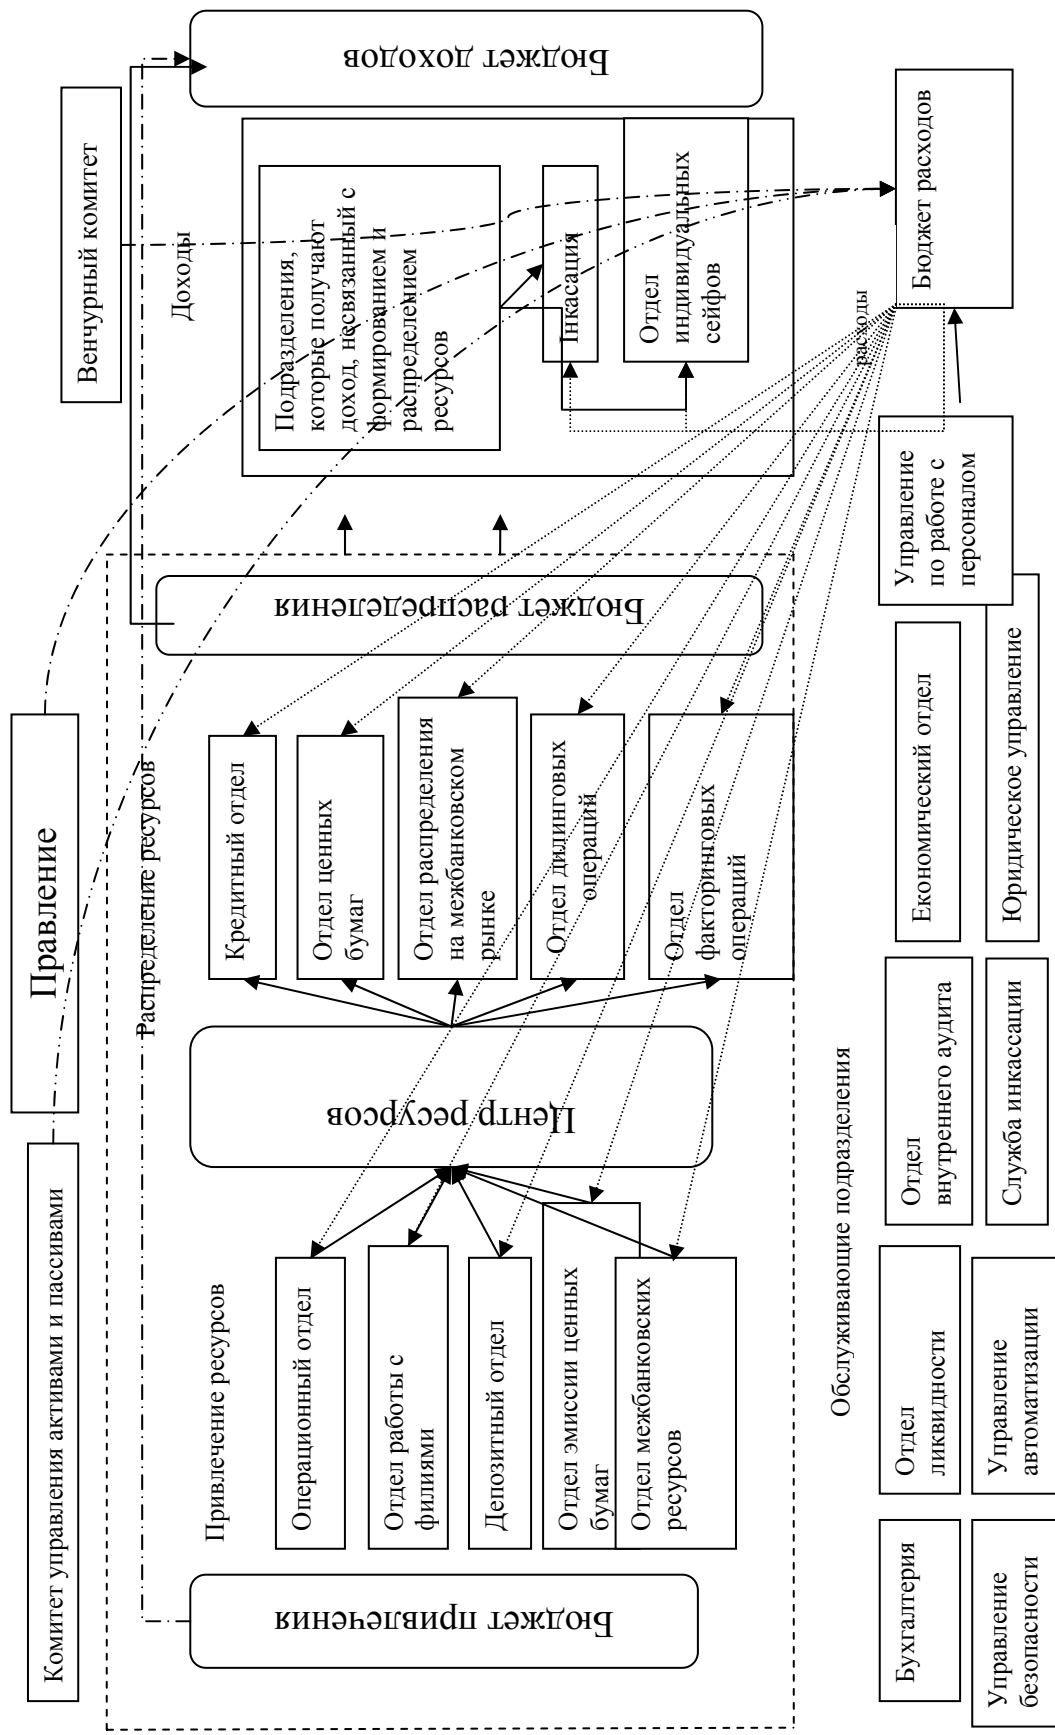 Правление
Комитет управления активами и пассивами
Венчурный комитет
Распределение ресурсов
Доходы
Привлечение ресурсов
Бюджет привлечения
Операционный отдел
Отдел работы с
филиями
Депозитный отдел
Отдел эмиссии ценных
бумаг
Отдел межбанковских
ресурсов
Центр ресурсов
Кредитный отдел
Отдел ценных
бумаг
Отдел распределения
на межбанковском
рынке
Отдел дилинговых
операций
Отдел
факторинговых
операций
Бюджет распределения
Подразделения,
которые получают
доход, несвязанный с
формированием и
распределением
ресурсов
Інкасация
Отдел
индивидуальных
сейфов
Бюджет доходов
расходы
Бюджет расходов
Обслуживающие подразделения
Бухгалтерия
Отдел
ликвидности
Отдел
внутреннего аудита
Економический отдел
Управление
по работе с
персоналом
Управление
безопасности
Управление
автоматизации
Служба инкассации
Юридическое управление